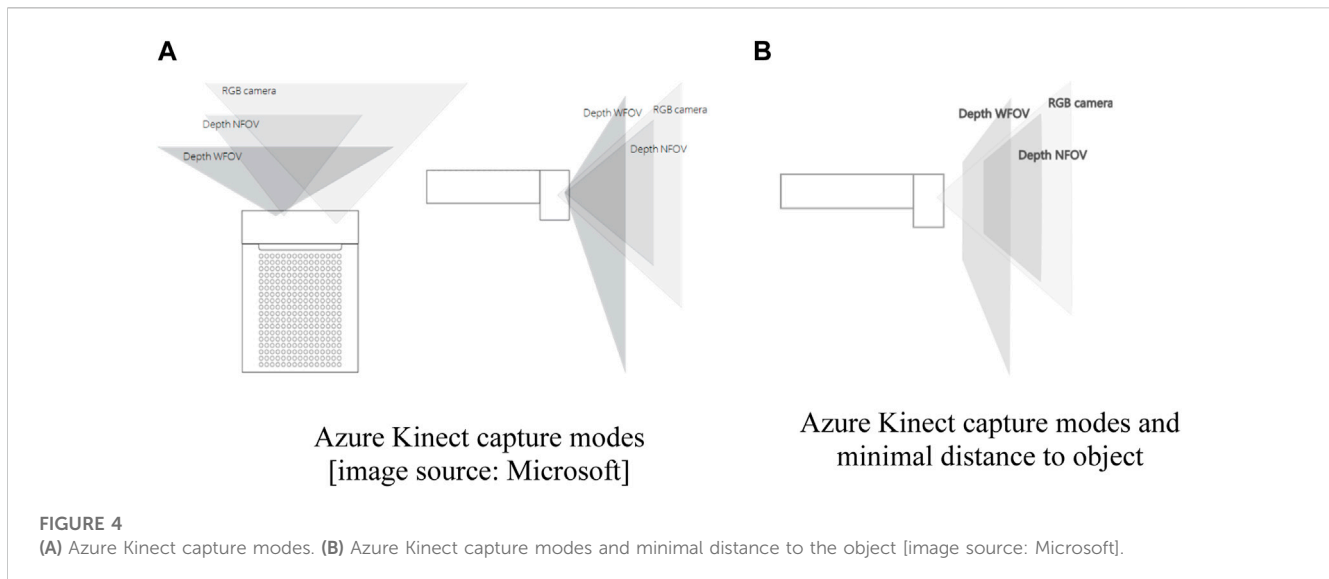 A
RGB camera
Depth NFOV
Depth WFOV
Depth WFOV
RGB camera
Depth NFOV
Azure Kinect capture modes
[image source: Microsoft]
B
Depth WFOV
RGB camera
Depth NFOV
Azure Kinect capture modes and
minimal distance to object
FIGURE 4
(A) Azure Kinect capture modes. (B) Azure Kinect capture modes and minimal distance to the object [image source: Microsoft].